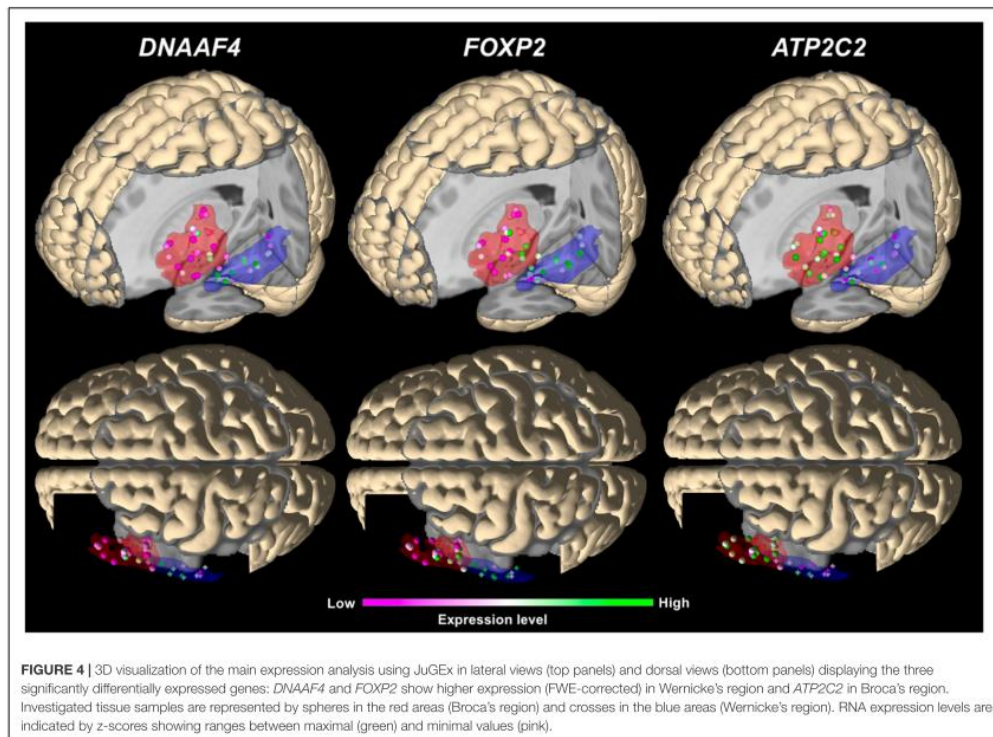 DNAAF4 FOXP2 ATP2C2
Low High
Expression level
FIGURE 4 | 3D visualization of the main expression analysis using JuGEx in lateral views (top panels) and dorsal views (bottom panels) displaying the three
significantly differentially expressed genes: DNAAF4 and FOXP2 show higher expression (FWE-corrected) in Wernicke's region and ATP2C2 in Broca's region.
Investigated tissue samples are represented by spheres in the red areas (Broca's region) and crosses in the blue areas (Wernicke's region). RNA expression levels are
indicated by z-scores showing ranges between maximal (green) and minimal values (pink).